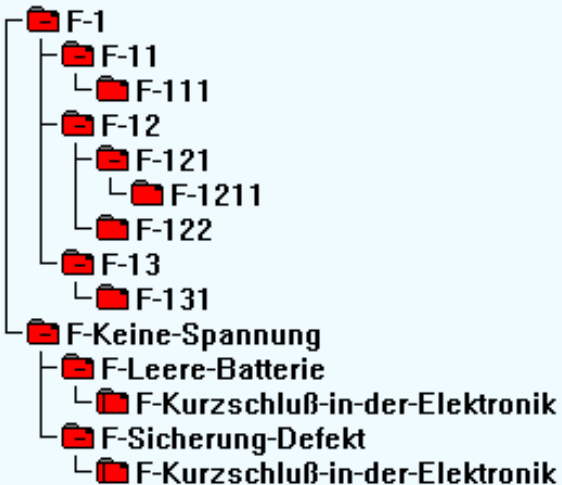 F-1
F-11
F-111
F-12
F-121
F-1211
F-122
F-13
F-131
F-Keine-Spannung
F-Leere-Batterie
F-Kurzschluß-in-der-Elektronik
F-Sicherung-Defekt
F-Kurzschluß-in-der-Elektronik